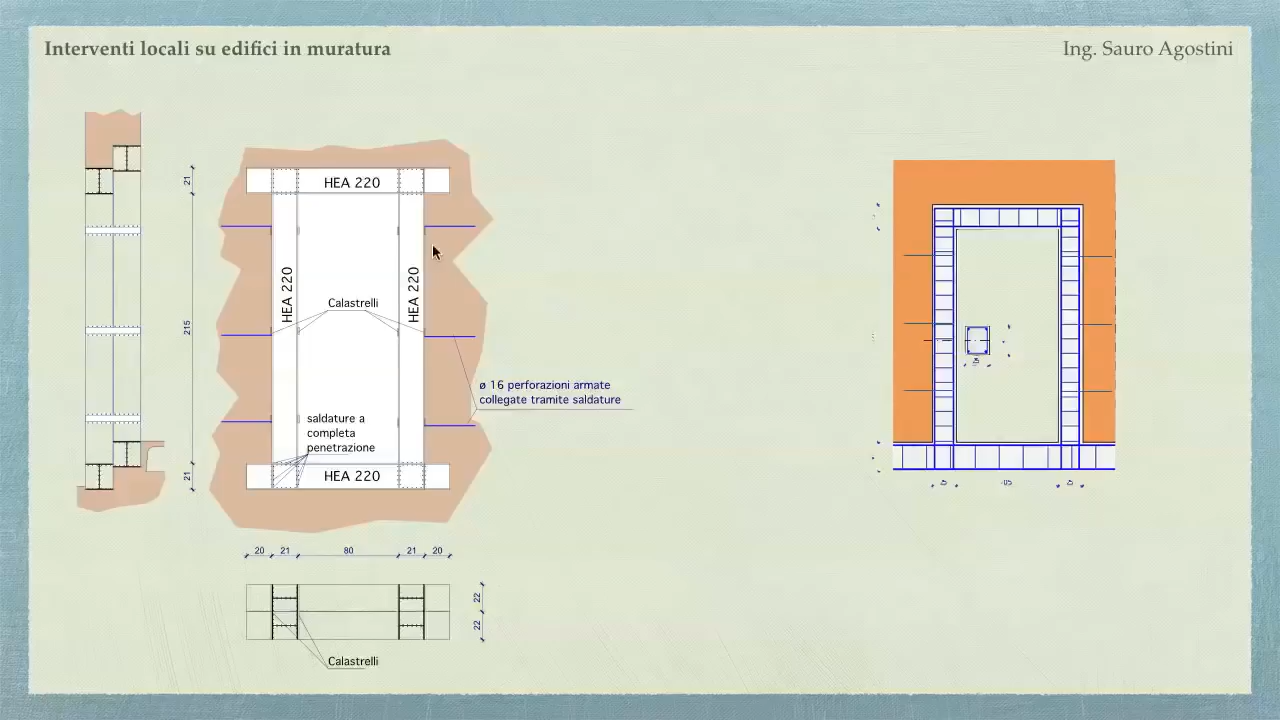 Interventi locali su edifici in muratura
Ing. Sauro Agostini
21
HEA 220
HEA 220
HEA 220
Calastrelli
215
ø 16 perforazioni armate
collegate tramite saldature
saldature a
completa
penetrazione
21
HEA 220
20 21 80 21 20
22
22
Calastrelli